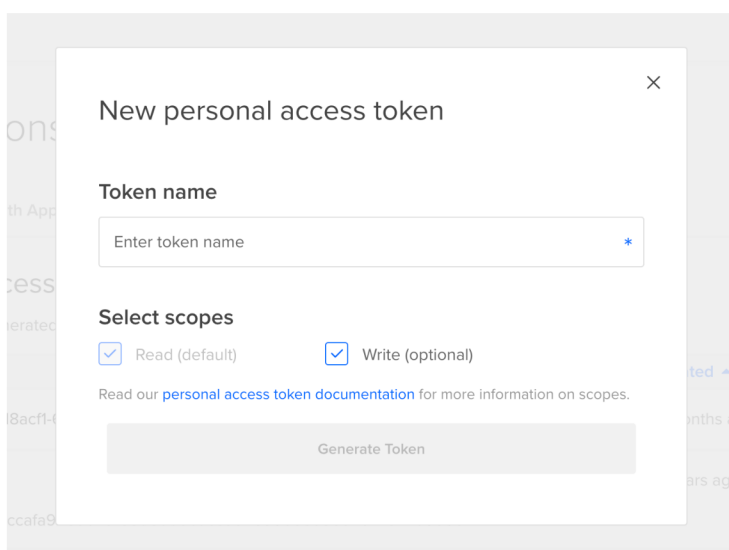 New personal access token
Token name
Enter token name *
Select scopes
Read (default) Write (optional)
Read our personal access token documentation for more information on scopes.
Generate Token